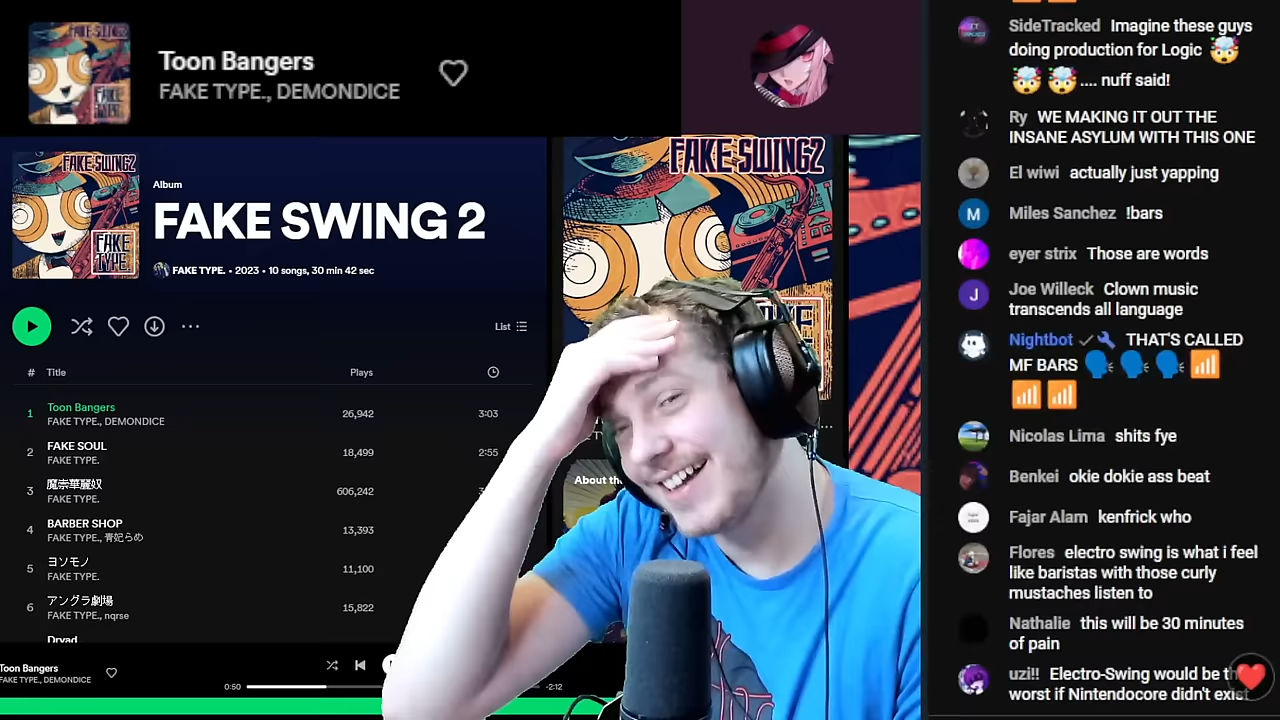 Toon Bangers
FAKE TYPE., DEMONDICE
FAKE SWING2
FAKE TYPE
Album
FAKE SWING 2
FAKE TYPE. • 2023 • 10 songs, 30 min 42 sec
List
# Title Plays
1 Toon Bangers 26,942 3:03
FAKE TYPE., DEMONDICE
2 FAKE SOUL 18,499 2:55
FAKE TYPE.
3 魔崇華麗奴 606,242
FAKE TYPE.
4 BARBER SHOP 13,393
FAKE TYPE., 青妃らめ
5 ヨソモノ 11,100
FAKE TYPE.
6 アングラ劇場 15,822
FAKE TYPE., nqrse
Dryad
Toon Bangers
FAKE TYPE., DEMONDICE
0:50 -2:12
FAKE SWING2
About th
SideTracked Imagine these guys
doing production for Logic 🤯
🤯 🤯 .... nuff said!
Ry WE MAKING IT OUT THE
INSANE ASYLUM WITH THIS ONE
El wiwi actually just yapping
M Miles Sanchez !bars
eyer strix Those are words
J Joe Willeck Clown music
transcends all language
Nightbot THAT'S CALLED
MF BARS 🗣 🗣 🗣 📶
📶 📶
Nicolas Lima shits fye
Benkei okie dokie ass beat
Fajar Alam kenfrick who
Flores electro swing is what i feel
like baristas with those curly
mustaches listen to
Nathalie this will be 30 minutes
of pain
uzi!! Electro-Swing would be th
worst if Nintendocore didn't exist